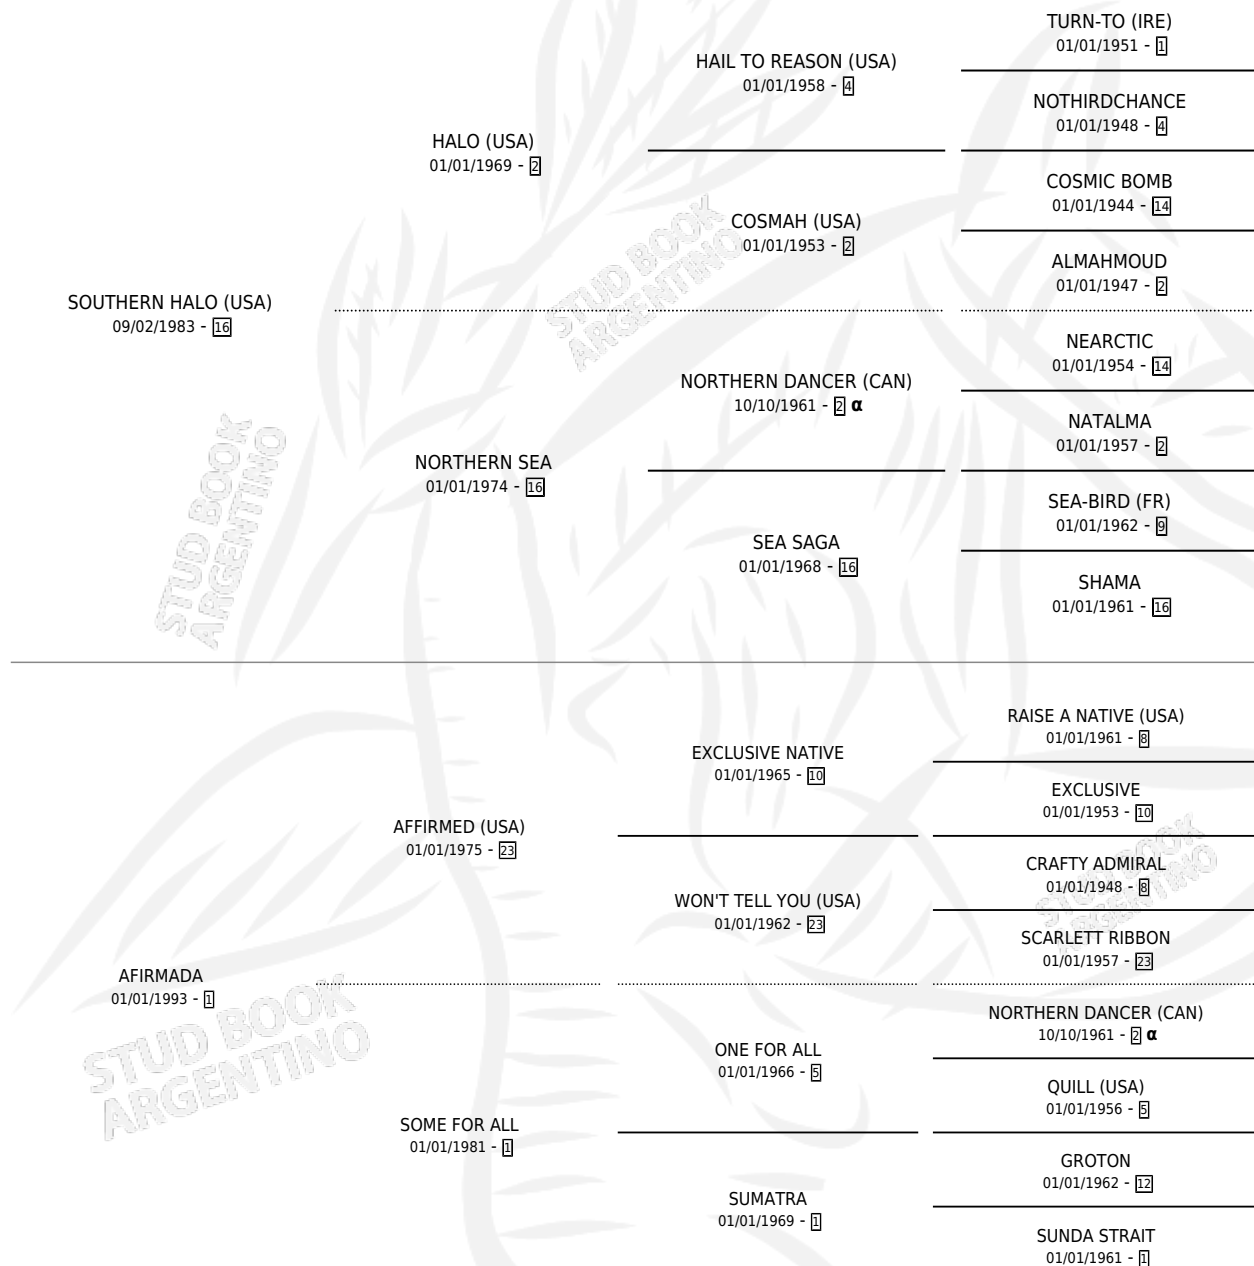 TURN-TO (IRE)
01/01/1951 - 1
HAIL TO REASON (USA)
01/01/1958 - 4
NOTHIRDCHANCE
01/01/1948 - 4
HALO (USA)
01/01/1969 - 2
COSMIC BOMB
01/01/1944 - 14
COSMAH (USA)
01/01/1953 - 2
ALMAHMOUD
01/01/1947 - 2
SOUTHERN HALO (USA)
09/02/1983 - 16
NEARCTIC
01/01/1954 - 14
NORTHERN DANCER (CAN)
10/10/1961 - 2 α
NATALMA
01/01/1957 - 2
NORTHERN SEA
01/01/1974 - 16
SEA-BIRD (FR)
01/01/1962 - 9
SEA SAGA
01/01/1968 - 16
SHAMA
01/01/1961 - 16
RAISE A NATIVE (USA)
01/01/1961 - 8
EXCLUSIVE NATIVE
01/01/1965 - 10
EXCLUSIVE
01/01/1953 - 10
AFFIRMED (USA)
01/01/1975 - 23
CRAFTY ADMIRAL
01/01/1948 - 8
WON'T TELL YOU (USA)
01/01/1962 - 23
SCARLETT RIBBON
01/01/1957 - 23
AFIRMADA
01/01/1993 - 1
NORTHERN DANCER (CAN)
10/10/1961 - 2 α
ONE FOR ALL
01/01/1966 - 5
QUILL (USA)
01/01/1956 - 5
SOME FOR ALL
01/01/1981 - 1
GROTON
01/01/1962 - 12
SUMATRA
01/01/1969 - 1
SUNDA STRAIT
01/01/1961 - 1
STUD BOOK
ARGENTINO
STUD BOOK
ARGENTINO
STUD BOOK
ARGENTINO
STUD BOOK
ARGENTINO